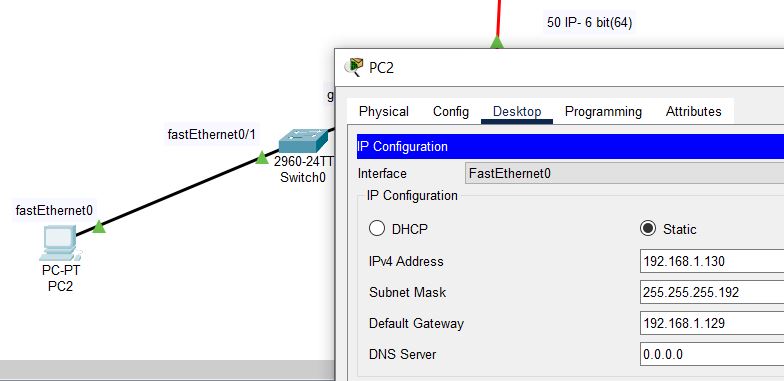 50 IP- 6 bit(64)
PC2
g
Physical Config Desktop Programming Attributes
fastEthernet0/1
IP Configuration
2960-24TT
Switch0
Interface FastEthernet0
IP Configuration
fastEthernet0
DHCP Static
PC-PT
PC2
IPv4 Address 192.168.1.130
Subnet Mask 255.255.255.192
Default Gateway 192.168.1.129
DNS Server 0.0.0.0